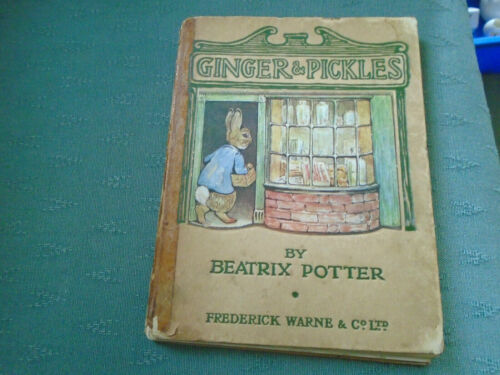 GINGER & PICKLES
BY
BEATRIX POTTER
FREDERICK WARNE & Cº LTD